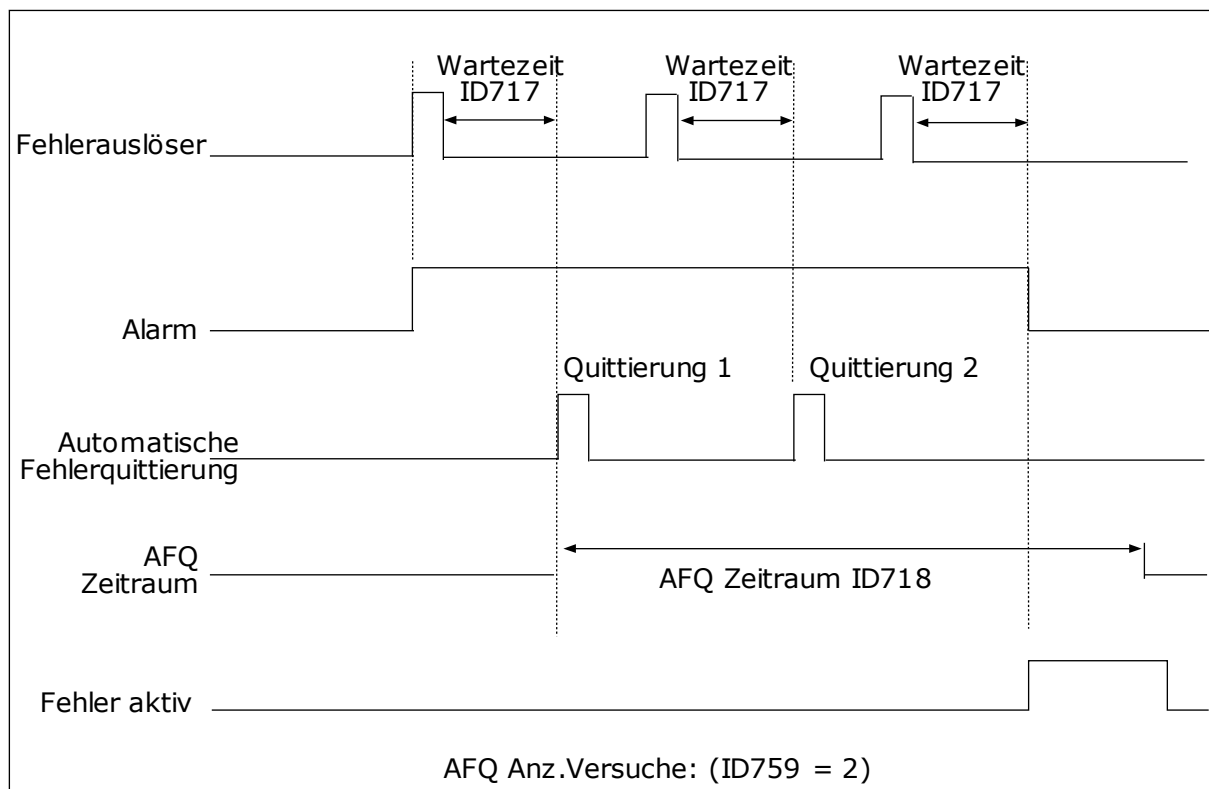 Wartezeit
ID717
Wartezeit
ID717
Wartezeit
ID717
Fehlerauslöser
Alarm
Quittierung 1
Quittierung 2
Automatische
Fehlerquittierung
AFQ
Zeitraum
AFQ Zeitraum ID718
Fehler aktiv
AFQ Anz.Versuche: (ID759 = 2)